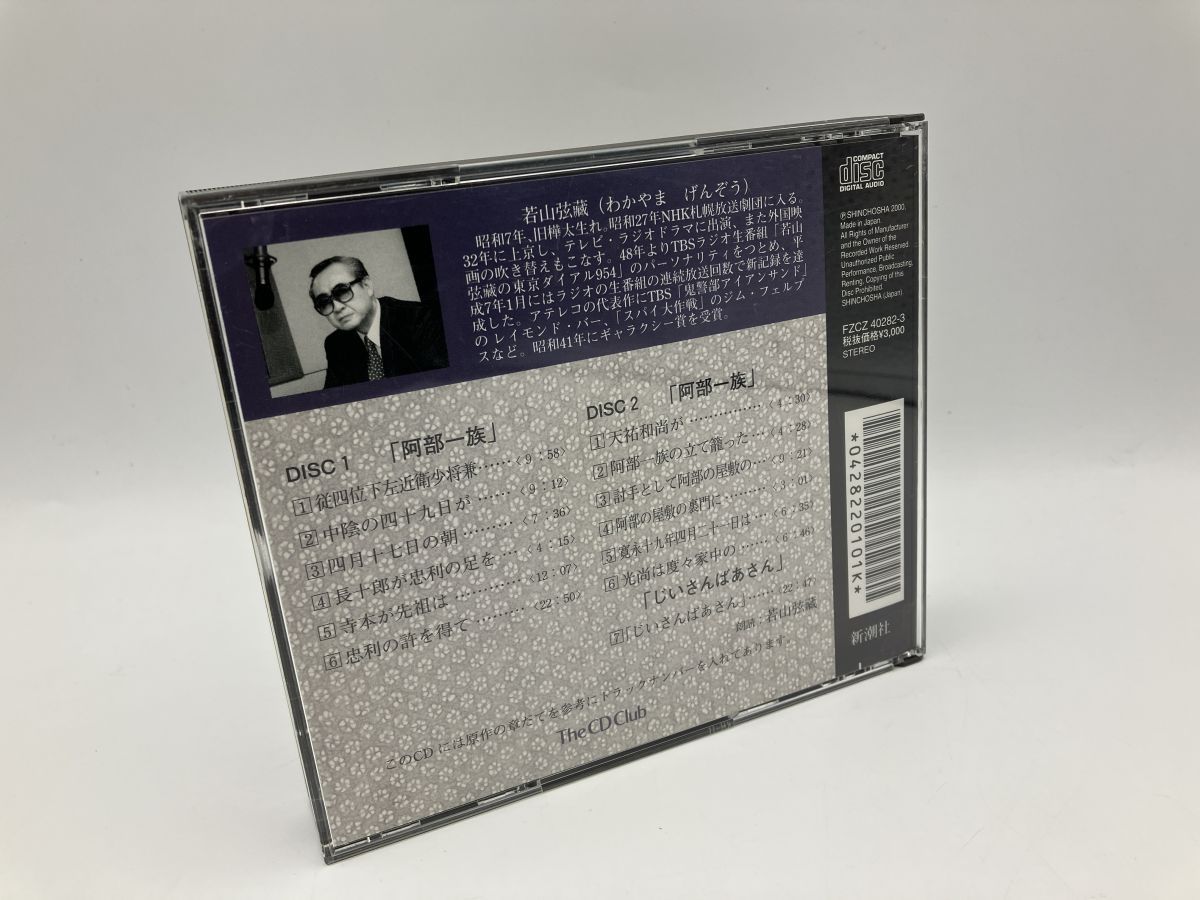 若山弦蔵（わかやま げんぞう）
昭和7年、旧樺太生れ。昭和27年NHK札幌放送劇団に入る。
32年に上京し、テレビ・ラジオドラマに出演、また外国映
画の吹き替えもこなす。48年よりTBSラジオ生番組「若山
弦蔵の東京ダイアル954」のパーソナリティをつとめ、平
成7年1月にはラジオの生番組の連続放送回数で新記録を達
成した。アテレコの代表作にTBS「鬼警部アイアンサイド」
のレイモンド・バー、「スパイ大作戦」のジム・フェルプ
スなど。昭和41年にギャラクシー賞を受賞。
DISC 1 「阿部一族」
1 従四位下左近衛少将兼……〈9：58〉
2 中陰の四十九日が……〈9：12〉
3 四月十七日の朝………〈7：36〉
4 長十郎が忠利の足を…〈4：15〉
5 寺本が先祖は…………〈12：07〉
6 忠利の許を得て………〈22：50〉
DISC 2 「阿部一族」
1 天祐和尚が……………〈4：30〉
2 阿部一族の立て籠った…〈4：28〉
3 討手として阿部の屋敷の…〈9：21〉
4 阿部の屋敷の裏門に……〈3：01〉
5 寛永十九年四月二十一日は…〈6：35〉
6 光尚は度々家中の……〈6：46〉
「じいさんばあさん」
7 「じいさんばあさん」……〈22：47〉
朗読：若山弦蔵
このCDには原作の章だてを参考にトラックナンバーを入れてあります。
The CD Club
COMPACT
disc
DIGITAL AUDIO
Ⓟ SHINCHOSHA 2000.
Made in Japan.
All Rights of Manufacturer
and the Owner of the
Recorded Work Reserved.
Unauthorized Public
Performance, Broadcasting,
Renting, Copying of this
Disc Prohibited
SHINCHOSHA (Japan)
FZCZ 40282-3
税抜価格¥3,000
STEREO
*0428220101K*
新潮社